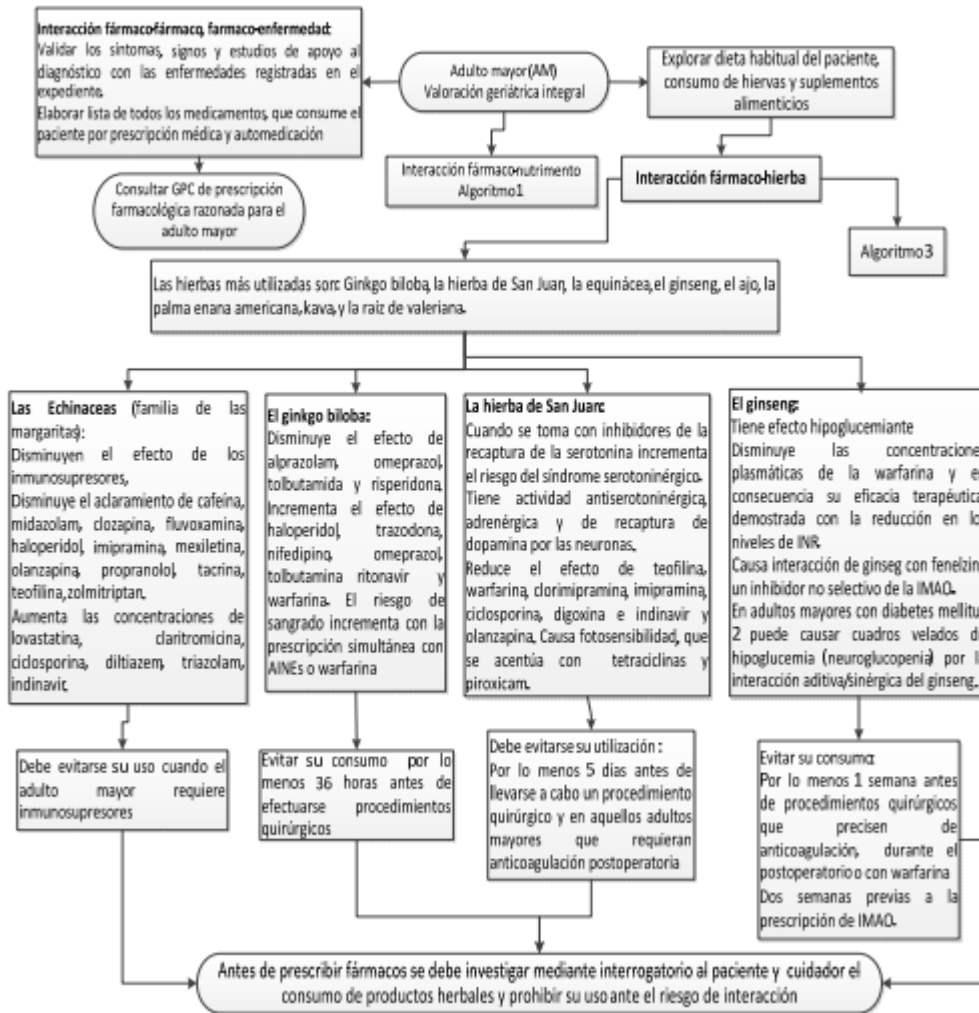 Interacción fármaco-fármaco, farmaco-enfermedad:
Validar los síntomas, signos y estudios de apoyo al
diagnóstico con las enfermedades registradas en el
expediente.
Elaborar lista de todos los medicamentos, que consume el
paciente por prescripción médica y automedicación
Adulto mayor (AM)
Valoración geriátrica integral
Explorar dieta habitual del paciente,
consumo de hiervas y suplementos
alimenticios
Consultar GPC de prescripción
farmacológica razonada para el
adulto mayor
Interacción fármaco-nutrimento
Algoritmo1
Interacción fármaco-hierba
Algoritmo3
Las hierbas más utilizadas son: Ginkgo biloba, la hierba de San Juan, la equinácea, el ginseng, el ajo, la
palma enana americana, kava, y la raíz de valeriana.
Las Echinaceas (familia de las
margaritas):
Disminuyen el efecto de los
inmunosupresores,
Disminuye el aclaramiento de cafeína,
midazolam, clozapina, fluvoxamina,
haloperidol, imipramina, mexiletina,
olanzapina, propranolol, tacrina,
teofilina, zolmitriptan.
Aumenta las concentraciones de
lovastatina, claritromicina,
ciclosporina, diltiazem, triazolam,
indinavir.
El ginkgo biloba:
Disminuye el efecto de
alprazolam, omeprazol,
tolbutamida y risperidona.
Incrementa el efecto de
haloperidol, trazodona,
nifedipino, omeprazol,
tolbutamina ritonavir y
warfarina. El riesgo de
sangrado incrementa con la
prescripción simultánea con
AINEs o warfarina
La hierba de San Juan:
Cuando se toma con inhibidores de la
recaptura de la serotonina incrementa
el riesgo del síndrome serotoninérgico.
Tiene actividad antiserotoninérgica,
adrenérgica y de recaptura de
dopamina por las neuronas.
Reduce el efecto de teofilina,
warfarina, clorimipramina, imipramina,
ciclosporina, digoxina e indinavir y
olanzapina. Causa fotosensibilidad, que
se acentúa con tetraciclinas y
piroxicam.
El ginseng:
Tiene efecto hipoglucemiante
Disminuye las concentracione
plasmáticas de la warfarina y e
consecuencia su eficacia terapéutica
demostrada con la reducción en lo
niveles de INR.
Causa interacción de ginseg con fenelzin
un inhibidor no selectivo de la IMAO.
En adultos mayores con diabetes mellitu
2 puede causar cuadros velados d
hipoglucemia (neuroglucopenia) por l
interacción aditiva/sinérgica del ginseng.
Debe evitarse su uso cuando el
adulto mayor requiere
inmunosupresores
Evitar su consumo por lo
menos 36 horas antes de
efectuarse procedimientos
quirúrgicos
Debe evitarse su utilización :
Por lo menos 5 días antes de
llevarse a cabo un procedimiento
quirúrgico y en aquellos adultos
mayores que requieran
anticoagulación postoperatoria
Evitar su consumo:
Por lo menos 1 semana antes
de procedimientos quirúrgicos
que precisen de
anticoagulación, durante el
postoperatorio o con warfarina
Dos semanas previas a la
prescripción de IMAO.
Antes de prescribir fármacos se debe investigar mediante interrogatorio al paciente y cuidador el
consumo de productos herbales y prohibir su uso ante el riesgo de interacción